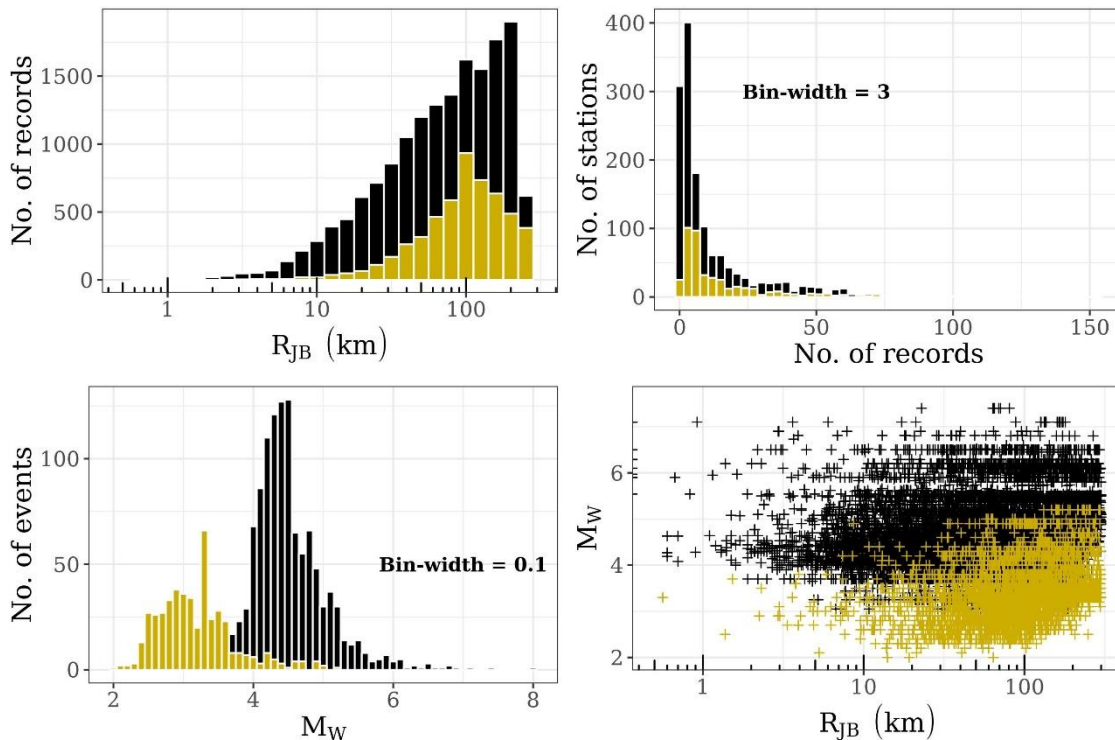 No. of records
1500
1000
500
0
1 10 100
R_JB (km)
No. of stations
400
300
200
100
0
Bin-width = 3
0 50 100 150
No. of records
No. of events
100
50
0
Bin-width = 0.1
2 4 6 8
M_W
M_W
6
4
2
1 10 100
R_JB (km)